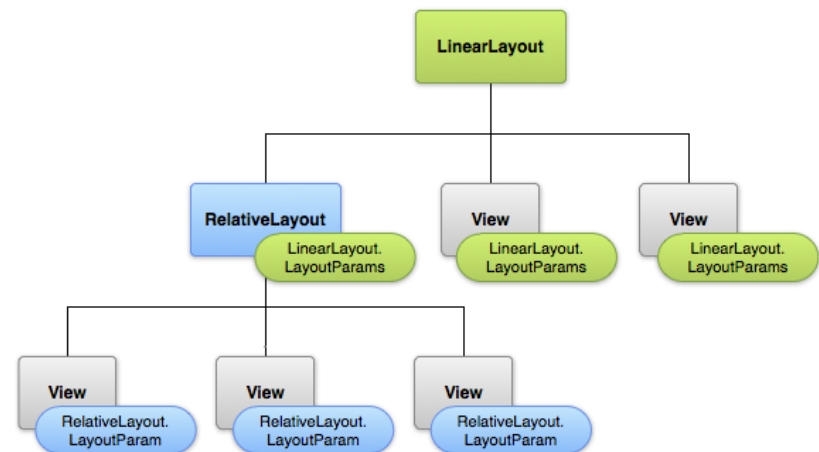 LinearLayout
RelativeLayout
LinearLayout.
LayoutParams
View
LinearLayout.
LayoutParams
View
LinearLayout.
LayoutParams
View
RelativeLayout.
LayoutParam
View
RelativeLayout.
LayoutParam
View
RelativeLayout.
LayoutParam